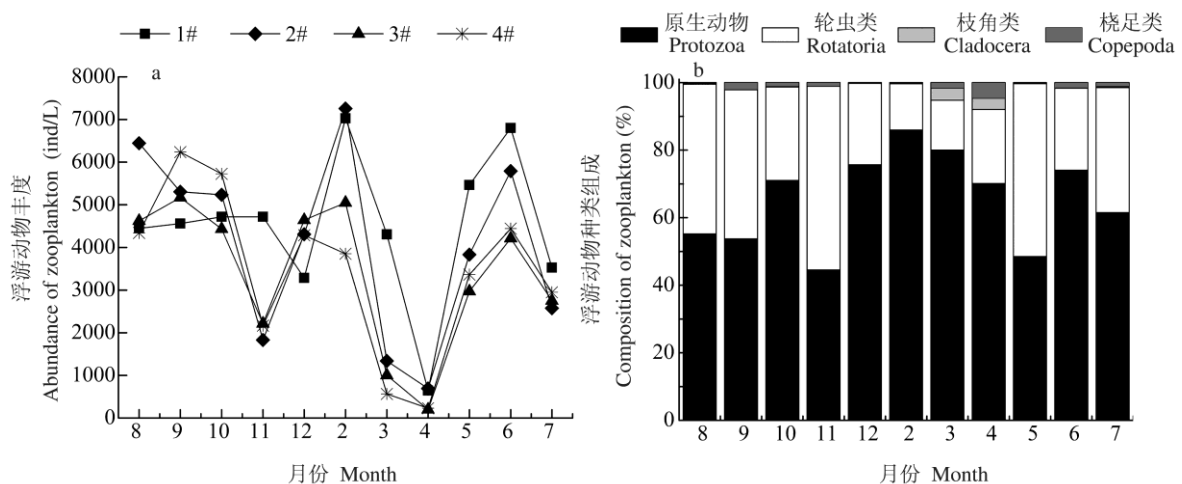 1# 2# 3# 4#
a
8000
7000
6000
5000
4000
3000
2000
1000
0
浮游动物丰度
Abundance of zooplankton (ind/L)
8 9 10 11 12 2 3 4 5 6 7
月份 Month
原生动物 轮虫类 枝角类 桡足类
Protozoa Rotatoria Cladocera Copepoda
b
100
80
60
40
20
0
浮游动物种类组成
Composition of zooplankton (%)
8 9 10 11 12 2 3 4 5 6 7
月份 Month